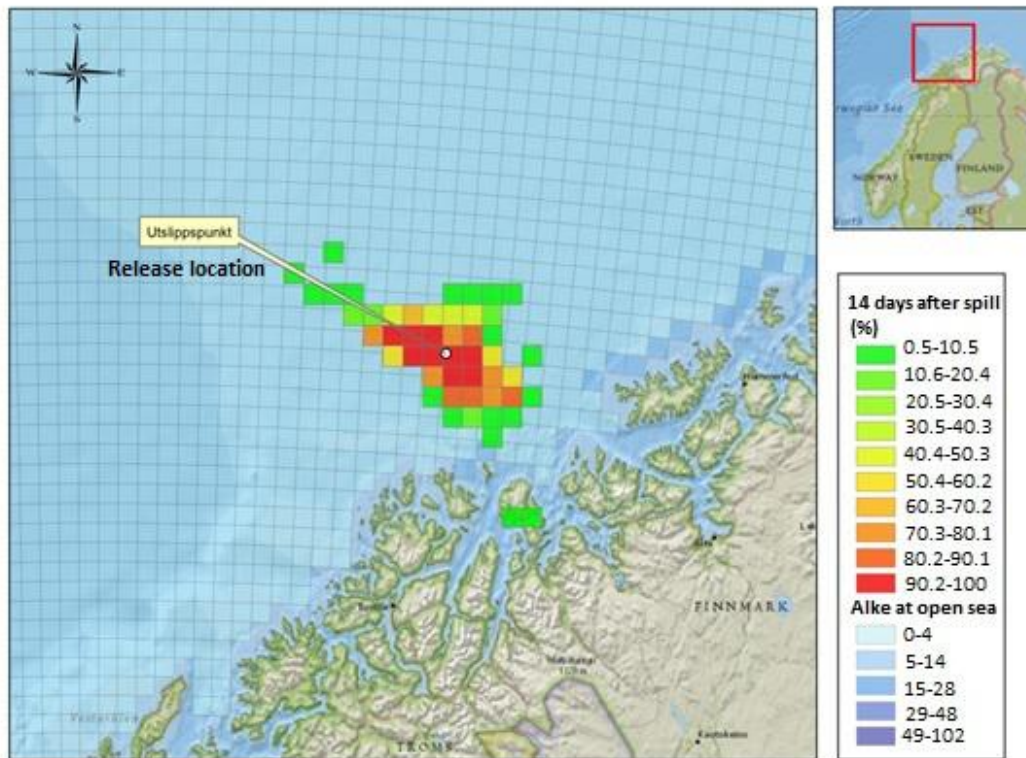 N
W
E
S
Utslippspunkt
Release location
Hammerfest
FINNMARK
TROMS
Kautokeino
NORWAY
SWEDEN
FINLAND
EST
14 days after spill
(%)
0.5-10.5
10.6-20.4
20.5-30.4
30.5-40.3
40.4-50.3
50.4-60.2
60.3-70.2
70.3-80.1
80.2-90.1
90.2-100
Alke at open sea
0-4
5-14
15-28
29-48
49-102